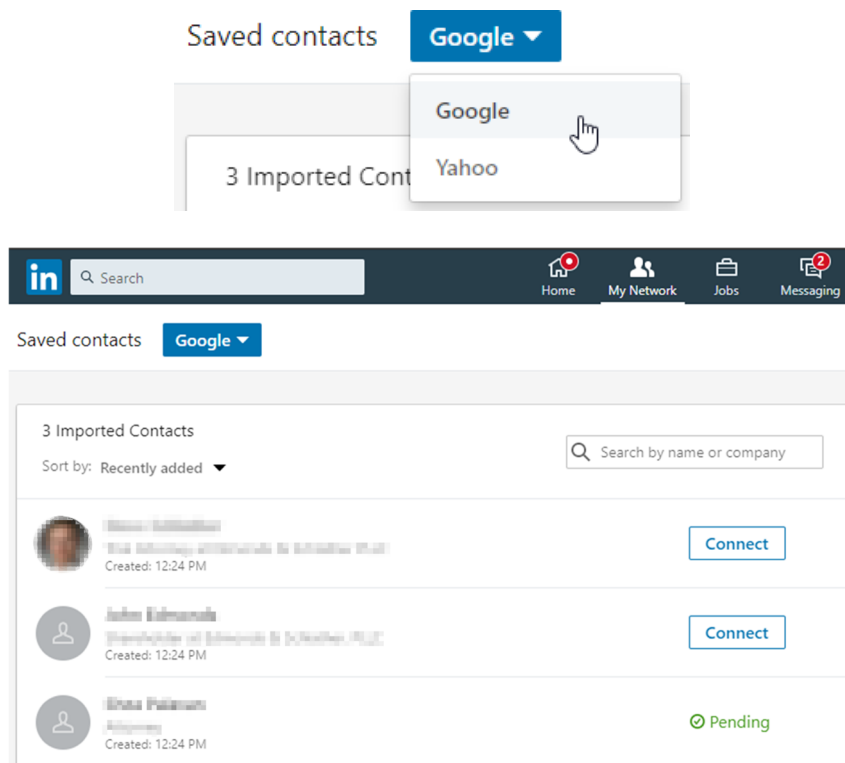 Saved contacts Google
Google
Yahoo
3 Imported Cont
in Search 2
Home My Network Jobs Messaging
Saved contacts Google
3 Imported Contacts
Sort by: Recently added Search by name or company
Created: 12:24 PM
Connect
Created: 12:24 PM
Connect
Created: 12:24 PM
Pending